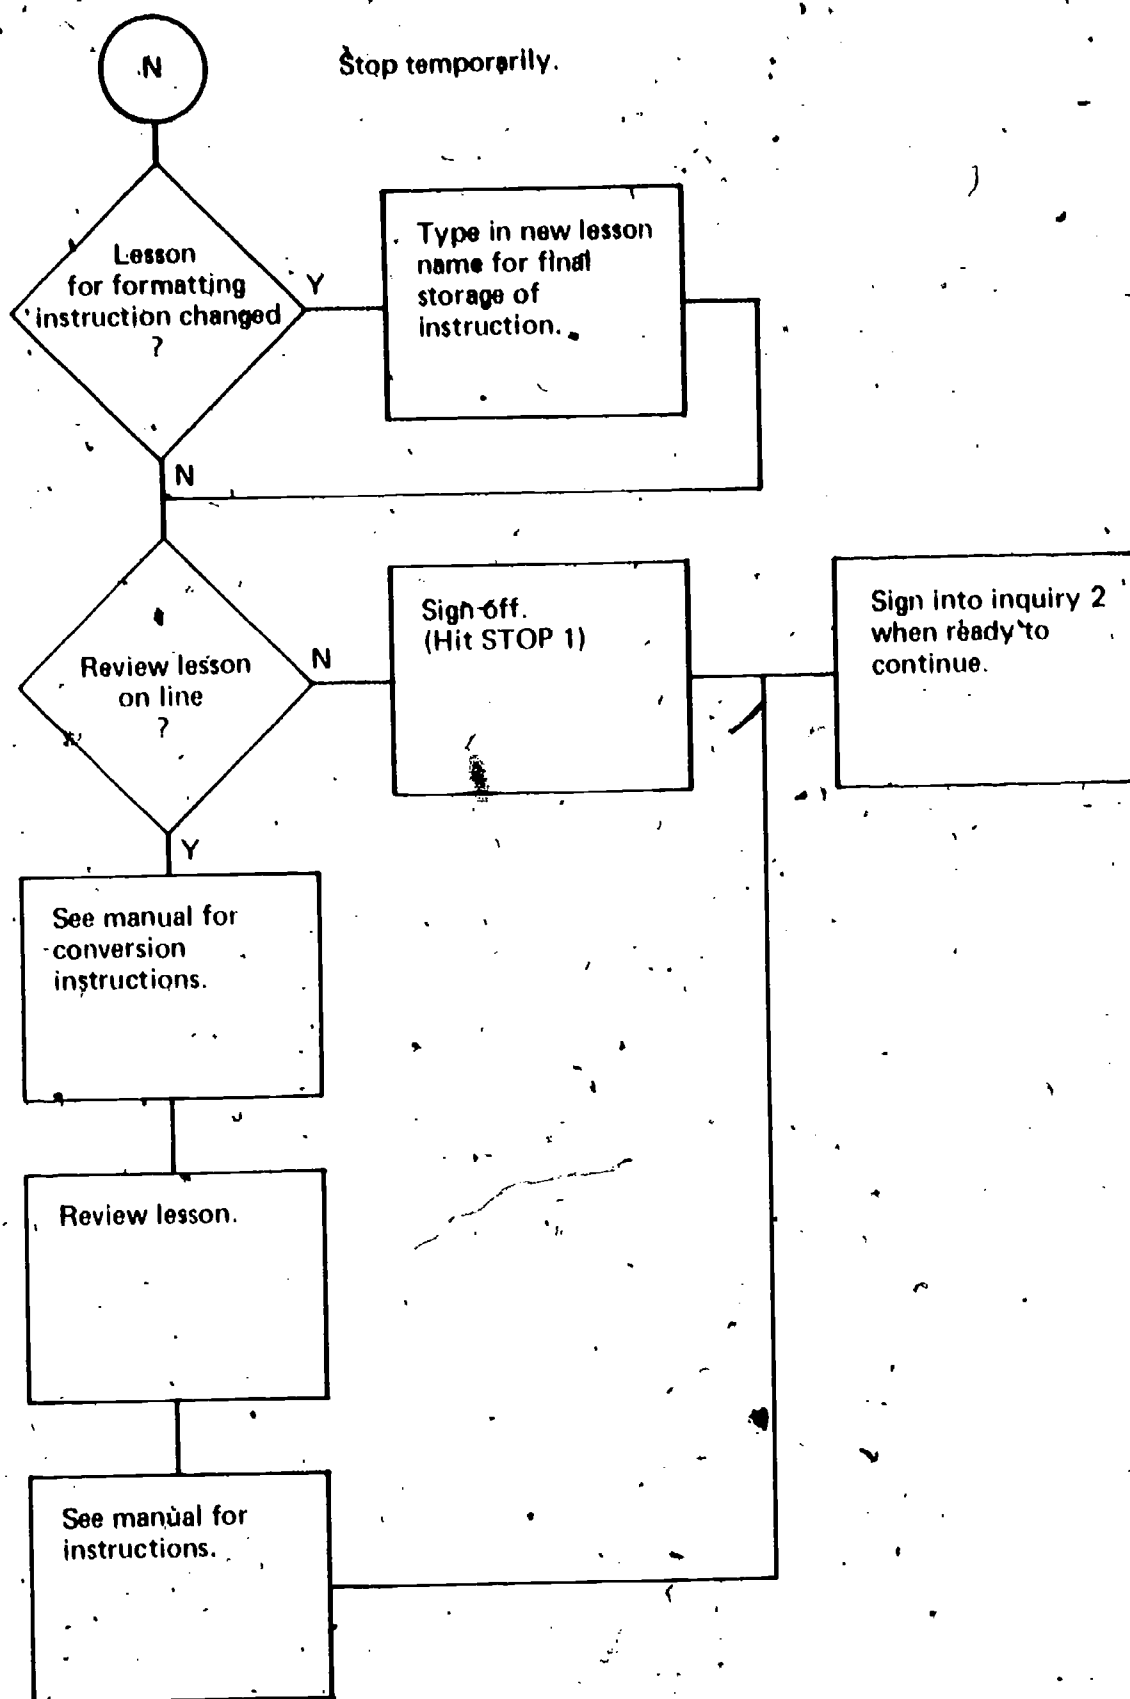 N
Stop temporarily.
Lesson
for formatting
instruction changed
?
Y
Type in new lesson
name for final
storage of
instruction.
N
Review lesson
on line
?
N
Sign off.
(Hit STOP 1)
Sign into inquiry 2
when ready to
continue.
Y
See manual for
conversion
instructions.
Review lesson.
See manual for
instructions.